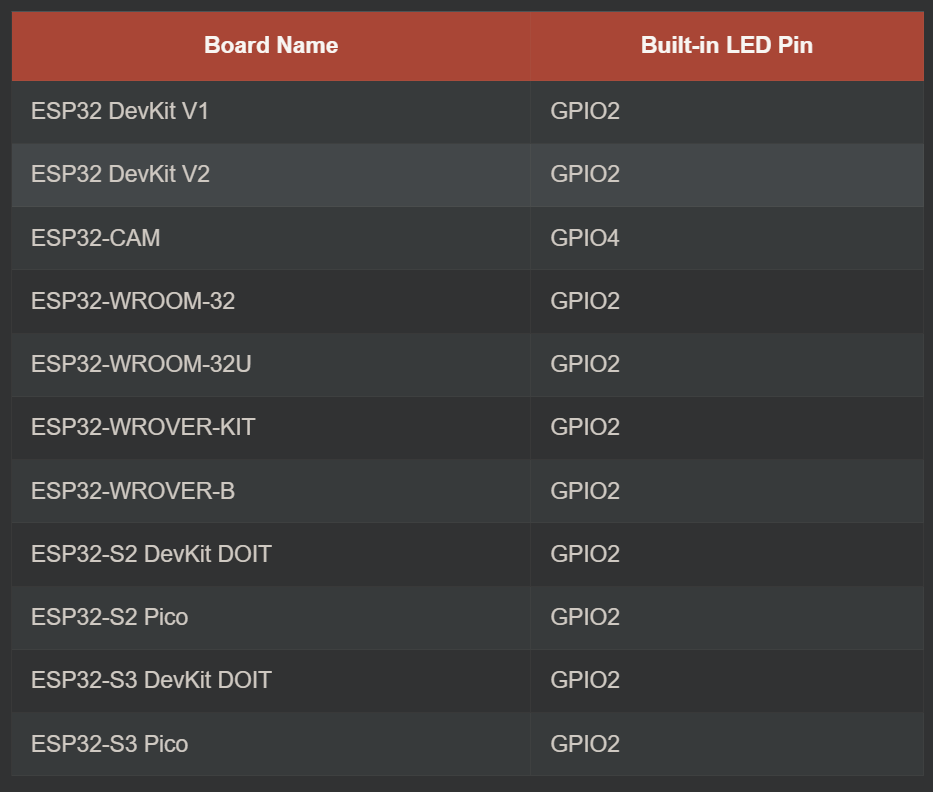 Board Name Built-in LED Pin
ESP32 DevKit V1 GPIO2
ESP32 DevKit V2 GPIO2
ESP32-CAM GPIO4
ESP32-WROOM-32 GPIO2
ESP32-WROOM-32U GPIO2
ESP32-WROVER-KIT GPIO2
ESP32-WROVER-B GPIO2
ESP32-S2 DevKit DOIT GPIO2
ESP32-S2 Pico GPIO2
ESP32-S3 DevKit DOIT GPIO2
ESP32-S3 Pico GPIO2